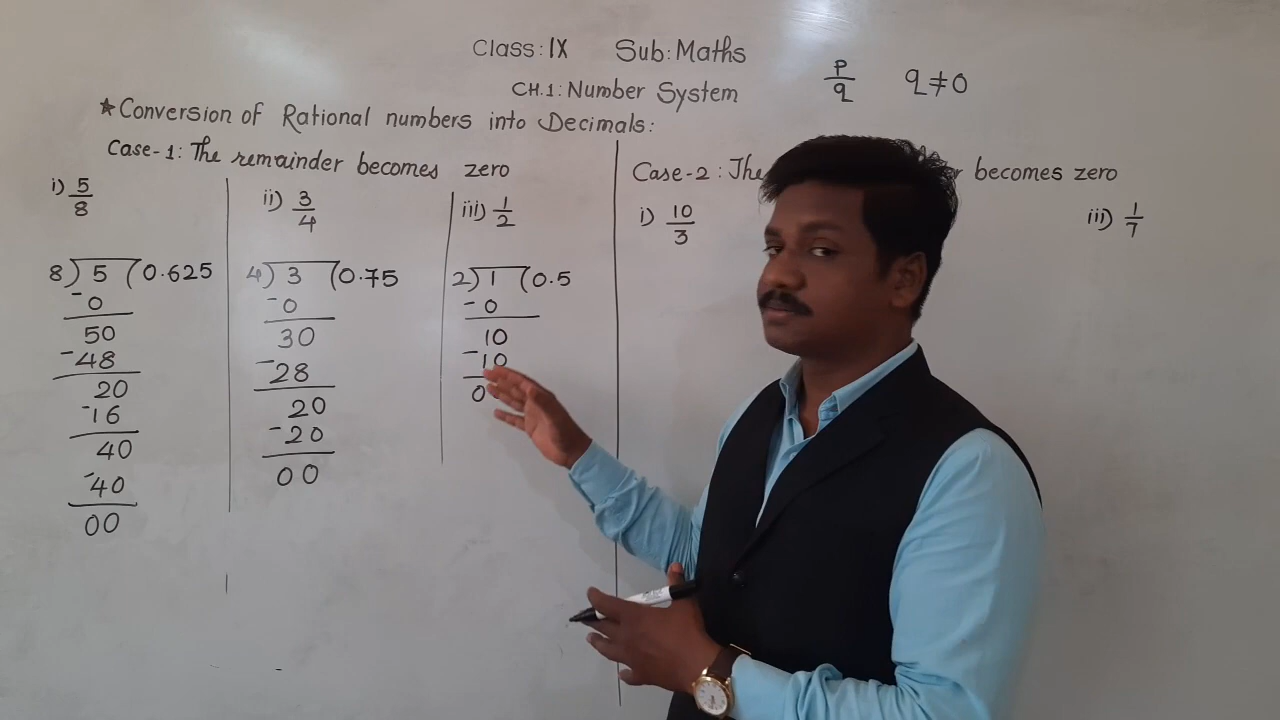 Class: IX Sub: Maths
CH.1: Number System
p/q q≠0
★Conversion of Rational numbers into Decimals:
Case-1: The remainder becomes zero
i) 5/8
8) 5 (0.625
-0
50
-48
20
-16
40
-40
00
ii) 3/4
4) 3 (0.75
-0
30
-28
20
-20
00
iii) 1/2
2) 1 (0.5
-0
10
-10
0
Case-2: The becomes zero
i) 10/3
iii) 1/7